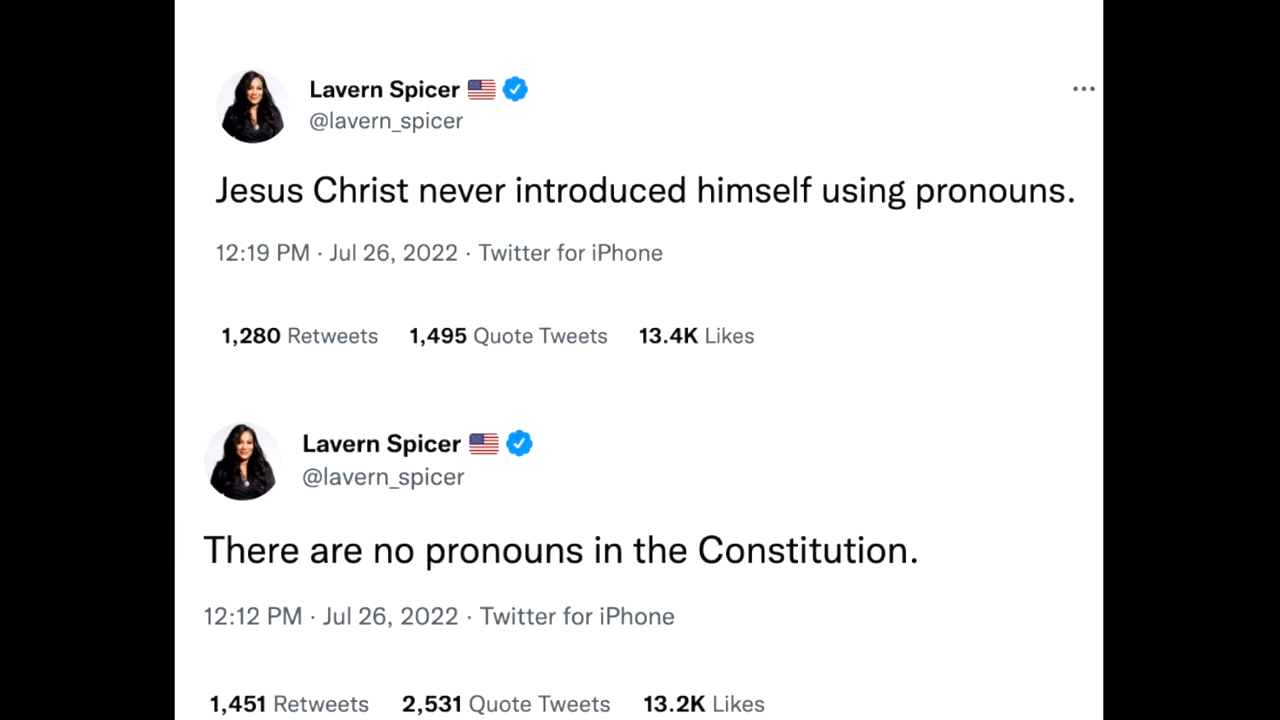 Lavern Spicer 🇺🇸
@lavern_spicer
Jesus Christ never introduced himself using pronouns.
12:19 PM · Jul 26, 2022 · Twitter for iPhone
1,280 Retweets 1,495 Quote Tweets 13.4K Likes
Lavern Spicer 🇺🇸
@lavern_spicer
There are no pronouns in the Constitution.
12:12 PM · Jul 26, 2022 · Twitter for iPhone
1,451 Retweets 2,531 Quote Tweets 13.2K Likes